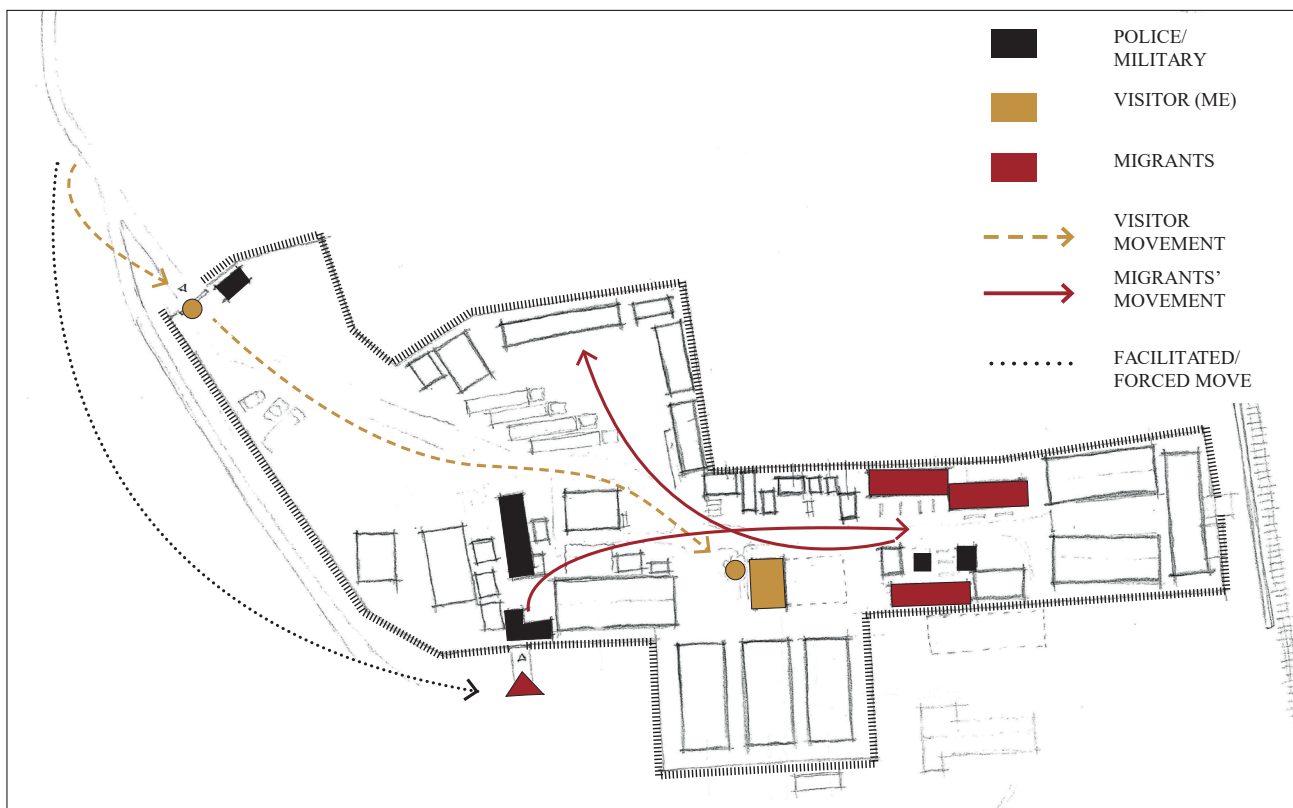 POLICE/
MILITARY
VISITOR (ME)
MIGRANTS
VISITOR
MOVEMENT
MIGRANTS’
MOVEMENT
FACILITATED/
FORCED MOVE